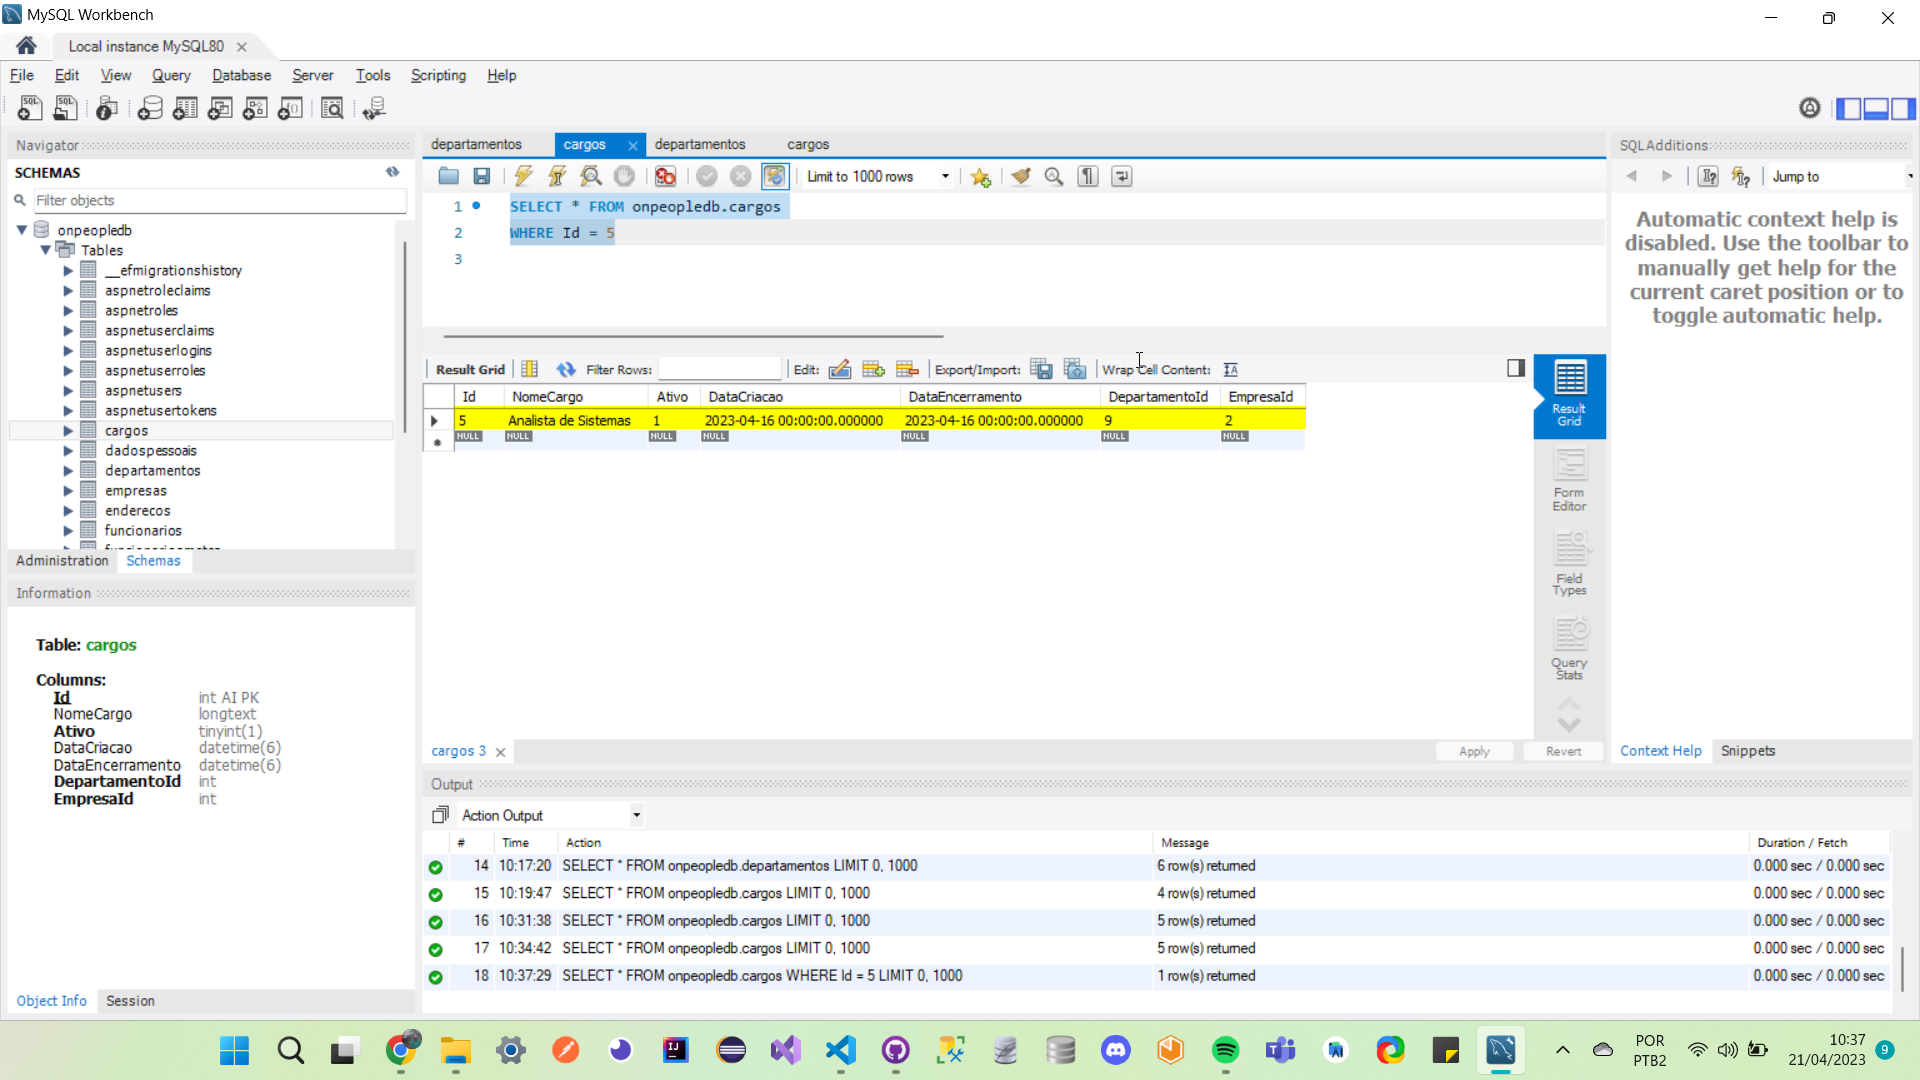 MySQL Workbench
Local instance MySQL80
File Edit View Query Database Server Tools Scripting Help
Navigator
SCHEMAS
Filter objects
onpeopledb
Tables
__efmigrationshistory
aspnetroleclaims
aspnetroles
aspnetuserclaims
aspnetuserlogins
aspnetuserroles
aspnetusers
aspnetusertokens
cargos
dadospessoais
departamentos
empresas
enderecos
funcionarios
Administration Schemas
Information
Table: cargos
Columns:
Id int AI PK
NomeCargo longtext
Ativo tinyint(1)
DataCriacao datetime(6)
DataEncerramento datetime(6)
DepartamentoId int
EmpresaId int
Object Info Session
departamentos cargos departamentos cargos
Limit to 1000 rows
1 SELECT * FROM onpeopledb.cargos
2 WHERE Id = 5
3
Result Grid Filter Rows: Edit: Export/Import: Wrap Cell Content:
Id NomeCargo Ativo DataCriacao DataEncerramento DepartamentoId EmpresaId
5 Analista de Sistemas 1 2023-04-16 00:00:00.000000 2023-04-16 00:00:00.000000 9 2
NULL NULL NULL NULL NULL NULL NULL
Result Grid
Form Editor
Field Types
Query Stats
cargos 3 Apply Revert
Output
Action Output
# Time Action Message Duration / Fetch
14 10:17:20 SELECT * FROM onpeopledb.departamentos LIMIT 0, 1000 6 row(s) returned 0.000 sec / 0.000 sec
15 10:19:47 SELECT * FROM onpeopledb.cargos LIMIT 0, 1000 4 row(s) returned 0.000 sec / 0.000 sec
16 10:31:38 SELECT * FROM onpeopledb.cargos LIMIT 0, 1000 5 row(s) returned 0.000 sec / 0.000 sec
17 10:34:42 SELECT * FROM onpeopledb.cargos LIMIT 0, 1000 5 row(s) returned 0.000 sec / 0.000 sec
18 10:37:29 SELECT * FROM onpeopledb.cargos WHERE Id = 5 LIMIT 0, 1000 1 row(s) returned 0.000 sec / 0.000 sec
SQLAdditions
Jump to
Automatic context help is
disabled. Use the toolbar to
manually get help for the
current caret position or to
toggle automatic help.
Context Help Snippets
POR
PTB2
10:37
21/04/2023
9